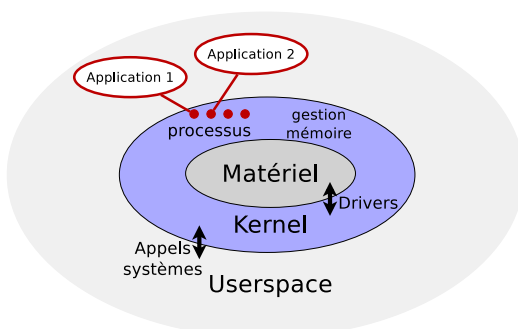 Application 1
Application 2
processus
gestion
mémoire
Matériel
Drivers
Kernel
Appels
systèmes
Userspace